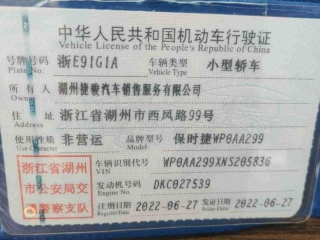 中华人民共和国机动车行驶证
Vehicle License of the People's Republic of China
号牌号码 浙E91G1A 车辆类型 小型轿车
Plate No. Vehicle Type
所有人 湖州捷骏汽车销售服务有限公司
Owner
住址 浙江省湖州市西凤路99号
Address
使用性质 非营运 品牌型号 保时捷WP0AA299
Use Character Model
浙江省湖州市公安局交警察支队
车辆识别代号 WP0AA299XNS205836
VIN
发动机号码 DKC027539
Engine No.
注册日期 2022-06-27 发证日期 2022-06-27
Register Date Issue Date